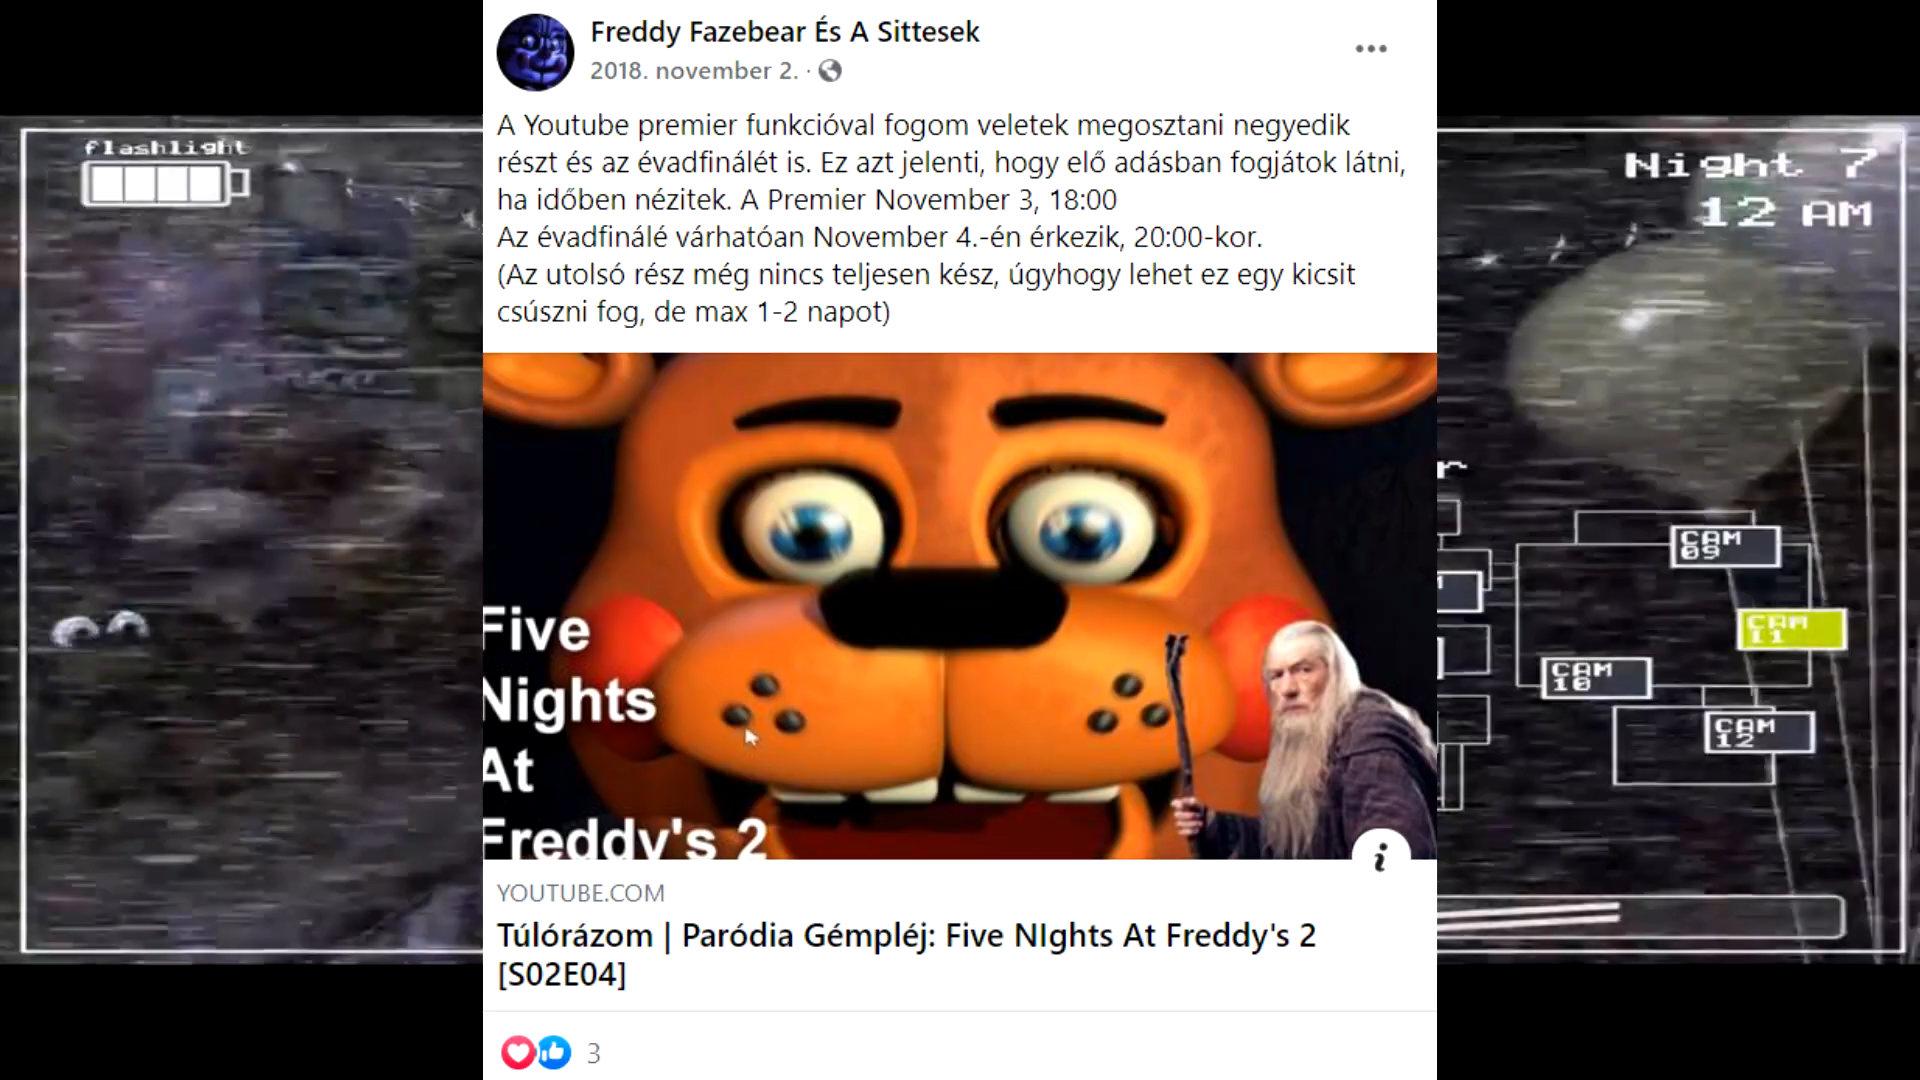 Freddy Fazebear És A Sittesek
2018. november 2. ·
A Youtube premier funkcióval fogom veletek megosztani negyedik
részt és az évadfinálét is. Ez azt jelenti, hogy elő adásban fogjátok látni,
ha időben nézitek. A Premier November 3, 18:00
Az évadfinálé várhatóan November 4.-én érkezik, 20:00-kor.
(Az utolsó rész még nincs teljesen kész, úgyhogy lehet ez egy kicsit
csúszni fog, de max 1-2 napot)
flashlight
Night 7
12 AM
CAM
09
CAM
11
CAM
10
CAM
12
Five
Nights
At
Freddy's 2
YOUTUBE.COM
Túlórázom | Paródia Gémpléj: Five NIghts At Freddy's 2
[S02E04]
3